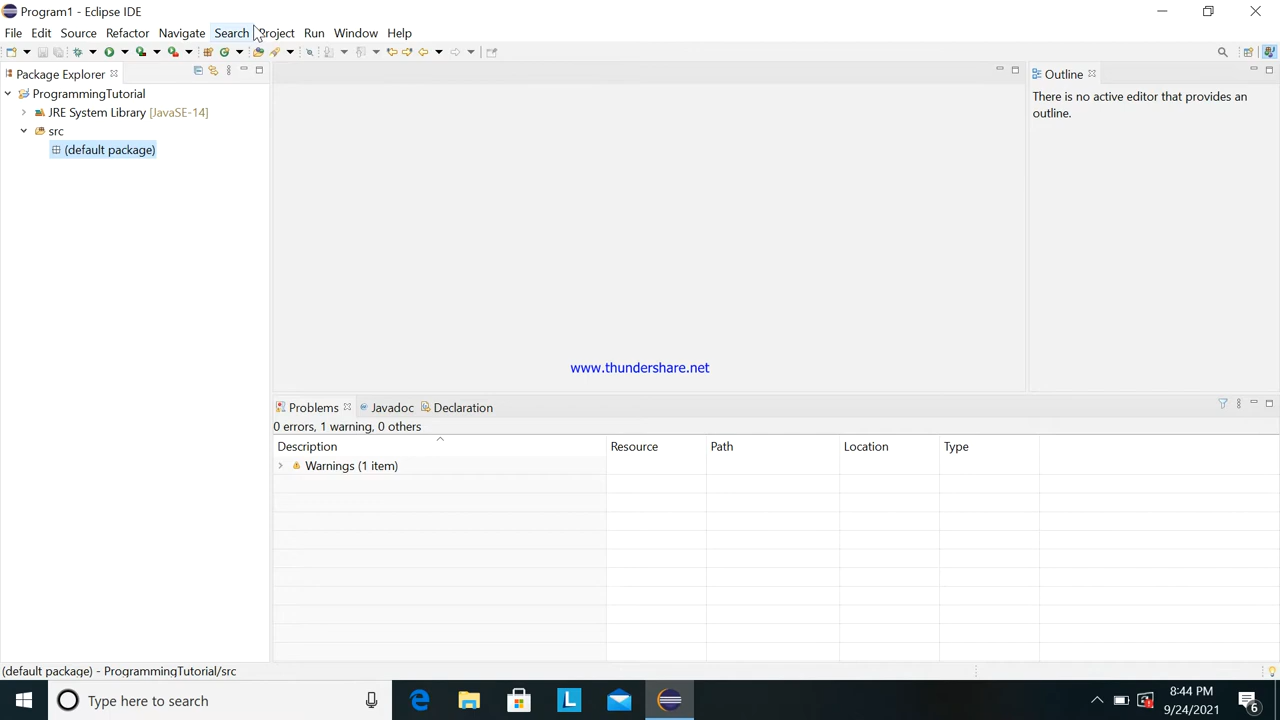 Program1 - Eclipse IDE
File Edit Source Refactor Navigate Search Project Run Window Help
Package Explorer
ProgrammingTutorial
JRE System Library [JavaSE-14]
src
(default package)
Outline
There is no active editor that provides an
outline.
www.thundershare.net
Problems Javadoc Declaration
0 errors, 1 warning, 0 others
Description Resource Path Location Type
Warnings (1 item)
(default package) - ProgrammingTutorial/src
Type here to search
8:44 PM
9/24/2021
6